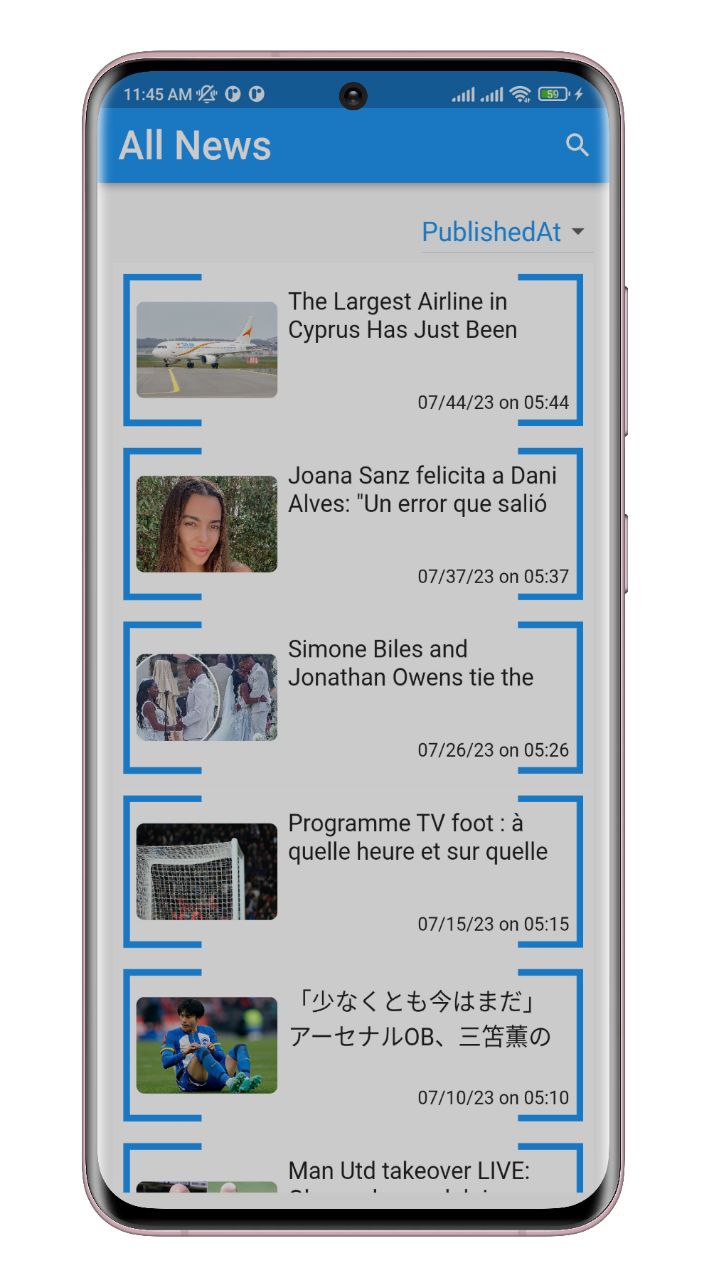 11:45 AM
59
All News
PublishedAt
The Largest Airline in
Cyprus Has Just Been
07/44/23 on 05:44
Joana Sanz felicita a Dani
Alves: "Un error que salió
07/37/23 on 05:37
Simone Biles and
Jonathan Owens tie the
07/26/23 on 05:26
Programme TV foot : à
quelle heure et sur quelle
07/15/23 on 05:15
「少なくとも今はまだ」
アーセナルOB、三笘薫の
07/10/23 on 05:10
Man Utd takeover LIVE: